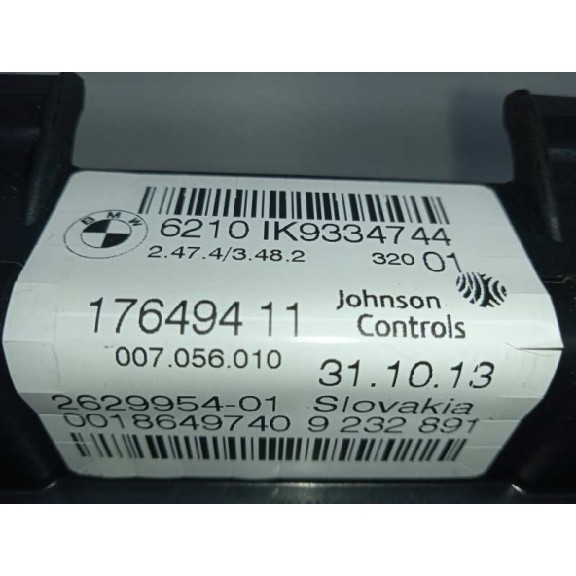 BMW
6210 IK9334744
2.47.4/3.48.2 320 01
176494 11 Johnson Controls
007.056.010 31.10.13
2629954-01 Slovakia
0018649740 9 232 891